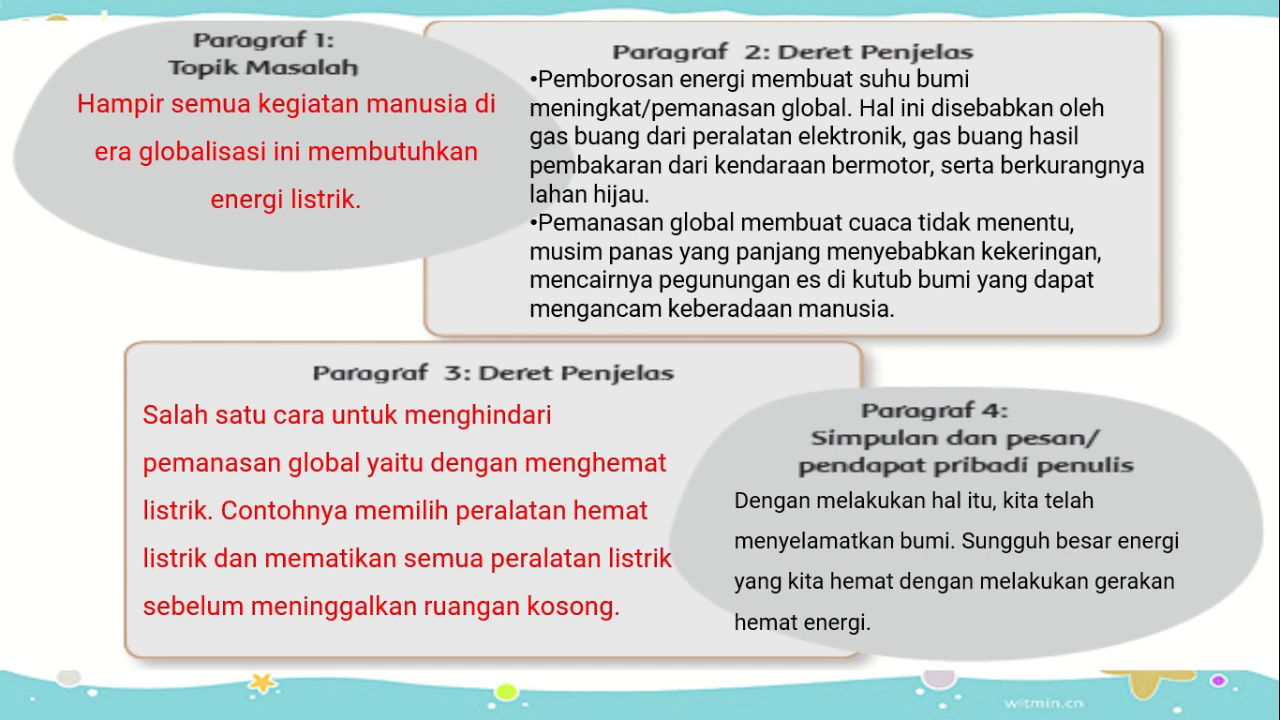 Paragraf 1:
Topik Masalah
Hampir semua kegiatan manusia di
era globalisasi ini membutuhkan
energi listrik.
Paragraf 2: Deret Penjelas
•Pemborosan energi membuat suhu bumi
meningkat/pemanasan global. Hal ini disebabkan oleh
gas buang dari peralatan elektronik, gas buang hasil
pembakaran dari kendaraan bermotor, serta berkurangnya
lahan hijau.
•Pemanasan global membuat cuaca tidak menentu,
musim panas yang panjang menyebabkan kekeringan,
mencairnya pegunungan es di kutub bumi yang dapat
mengancam keberadaan manusia.
Paragraf 3: Deret Penjelas
Salah satu cara untuk menghindari
pemanasan global yaitu dengan menghemat
listrik. Contohnya memilih peralatan hemat
listrik dan mematikan semua peralatan listrik
sebelum meninggalkan ruangan kosong.
Paragraf 4:
Simpulan dan pesan/
pendapat pribadi penulis
Dengan melakukan hal itu, kita telah
menyelamatkan bumi. Sungguh besar energi
yang kita hemat dengan melakukan gerakan
hemat energi.
witmin.cn